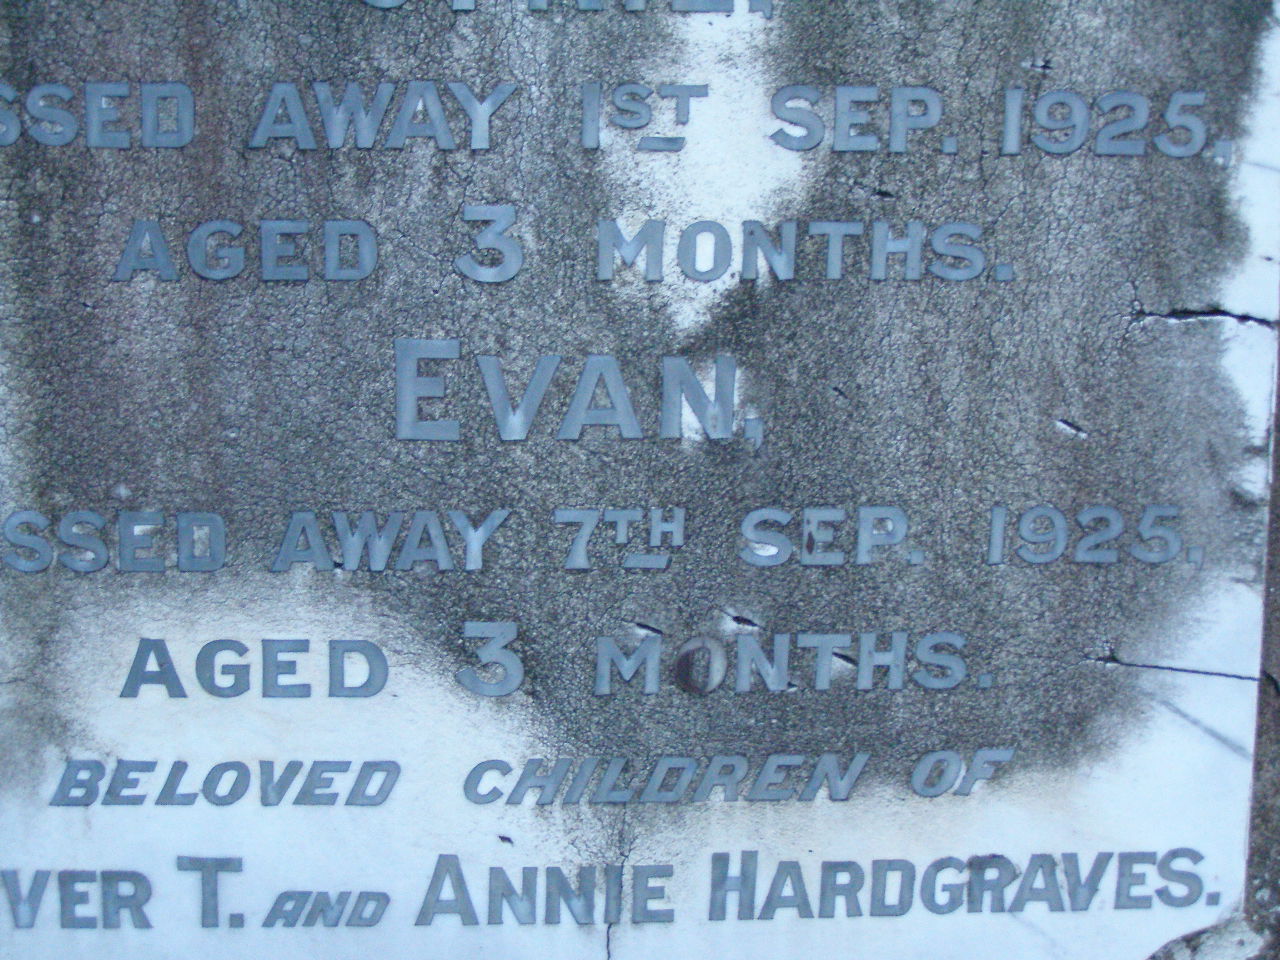 SSED AWAY 1ST SEP. 1925,
AGED 3 MONTHS.
EVAN,
SSED AWAY 7TH SEP. 1925,
AGED 3 MONTHS.
BELOVED CHILDREN OF
VER T. AND ANNIE HARDGRAVES.